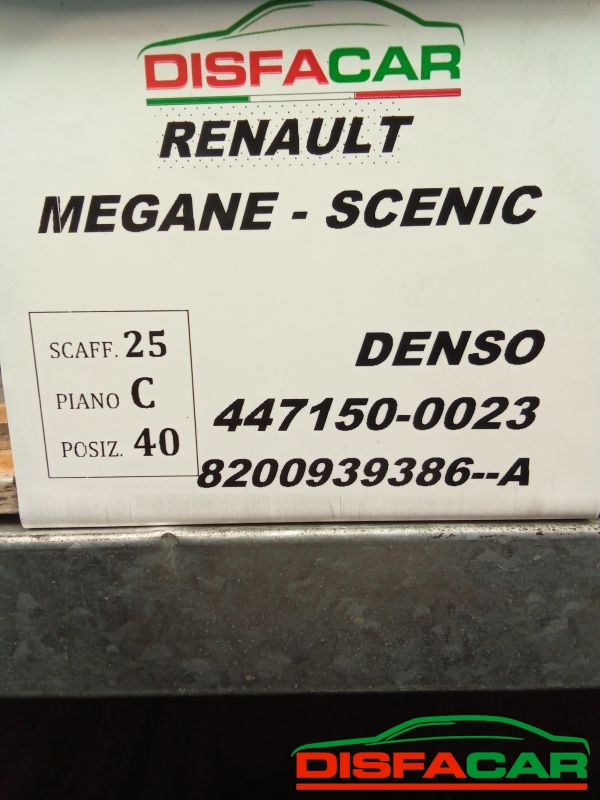 DISFACAR
RENAULT
MEGANE - SCENIC
SCAFF. 25
PIANO C
POSIZ. 40
DENSO
447150-0023
8200939386--A
DISFACAR